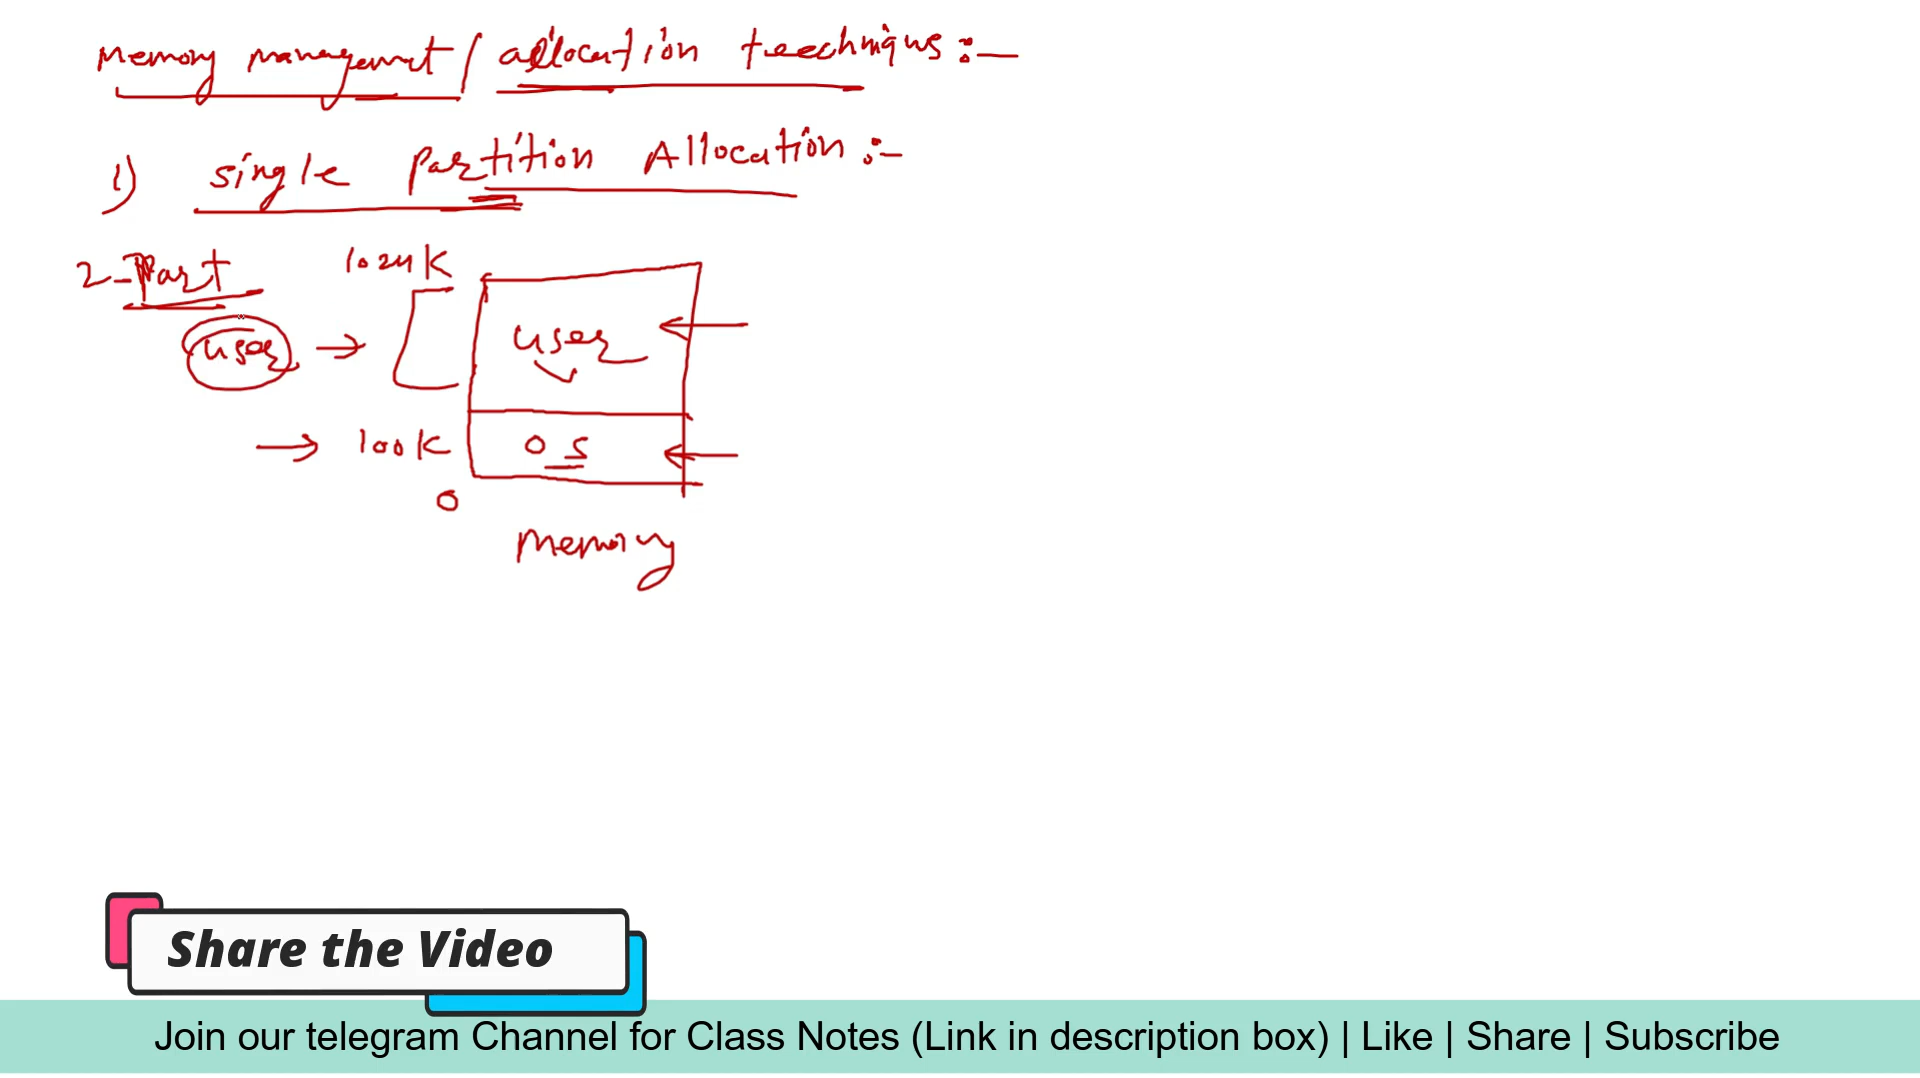 Memory management / allocation teechniqus :-
1) single Partition Allocation :-
2-Part
1024K
user → user
→ 100K OS
0
Memory
Share the Video
Join our telegram Channel for Class Notes (Link in description box) | Like | Share | Subscribe